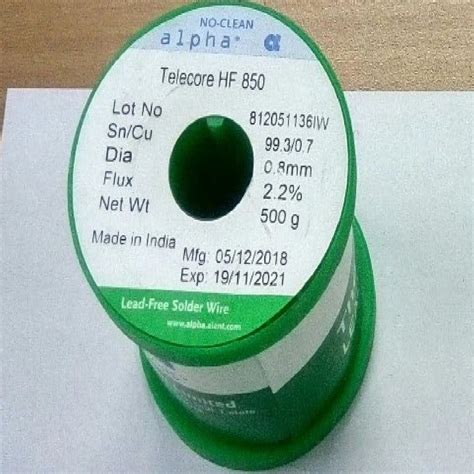 NO-CLEAN
alpha® α
Telecore HF 850
Lot No 812051136IW
Sn/Cu 99.3/0.7
Dia 0.8mm
Flux 2.2%
Net Wt 500 g
Made in India
Mfg: 05/12/2018
Exp: 19/11/2021
Lead-Free Solder Wire
www.alpha.alent.com